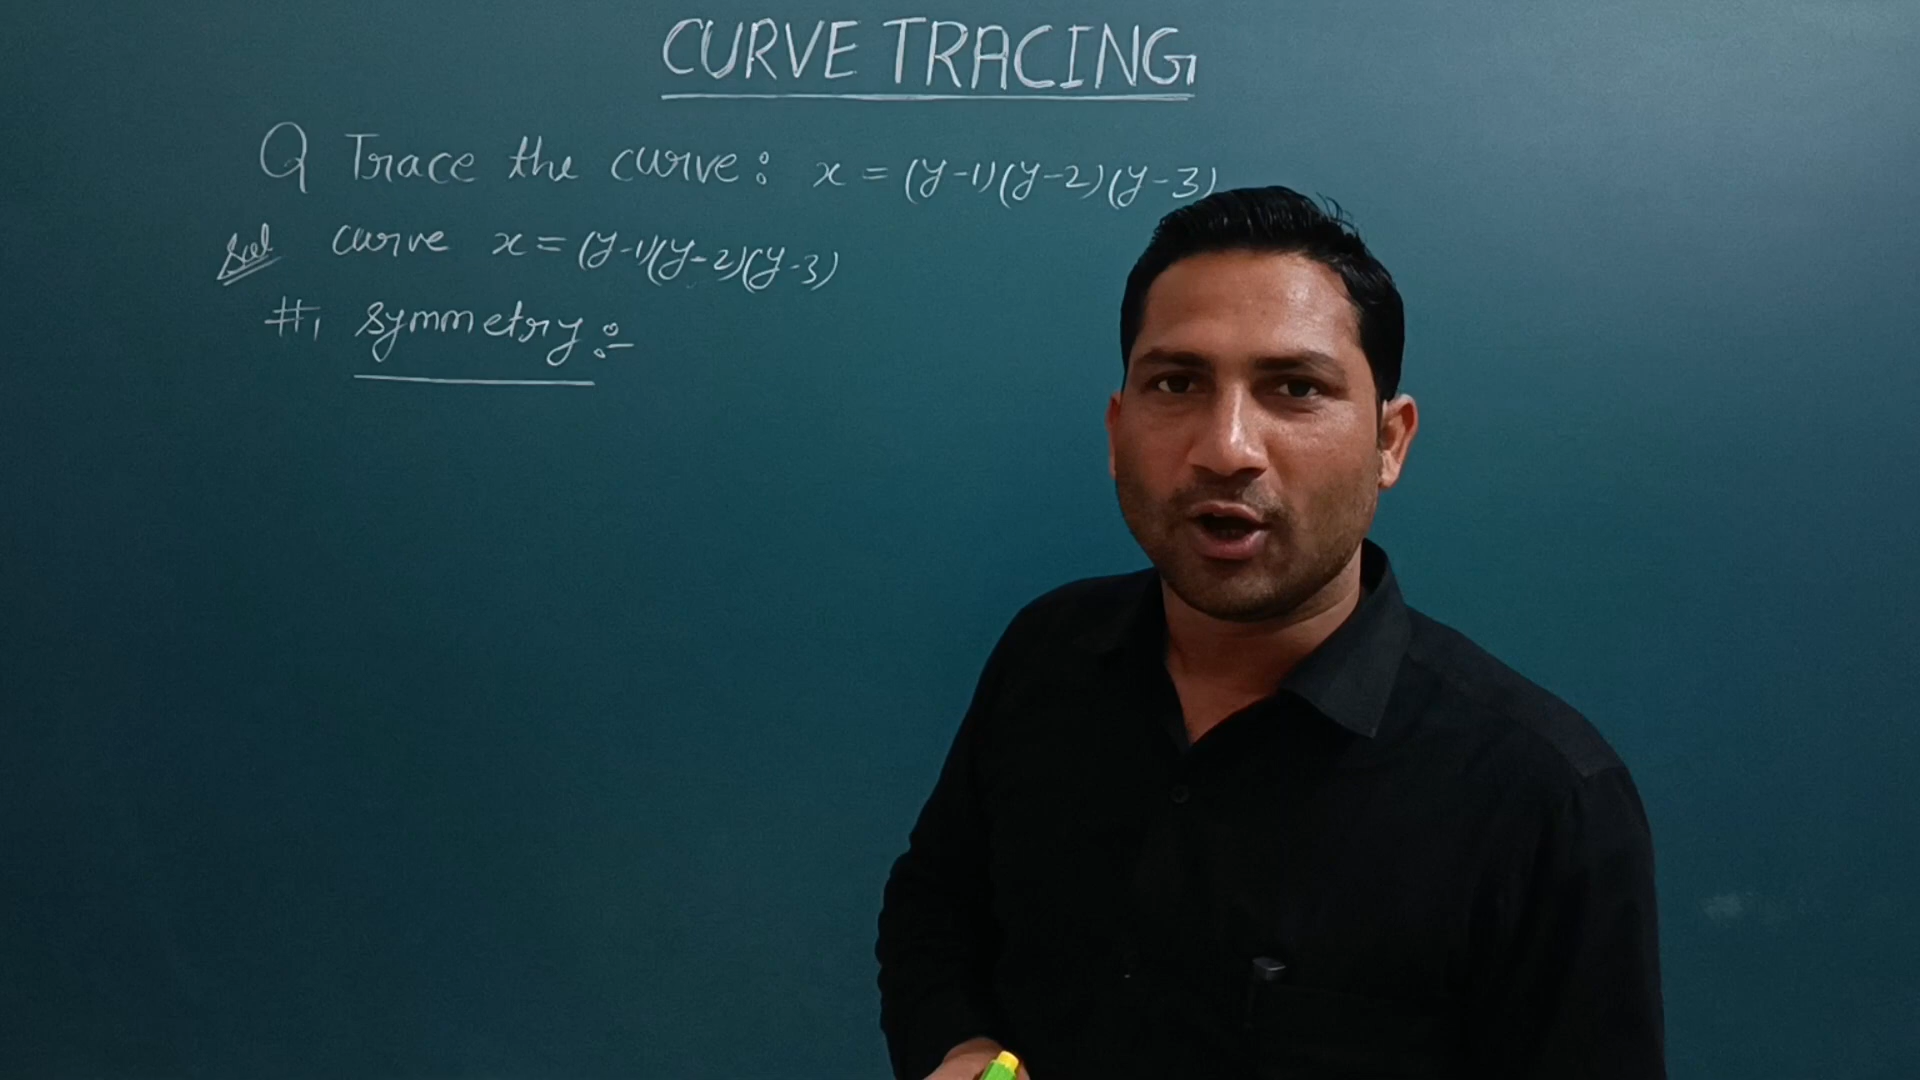 CURVE TRACING
Q Trace the curve : x = (y-1)(y-2)(y-3)
Sol curve x = (y-1)(y-2)(y-3)
#1 symmetry :-